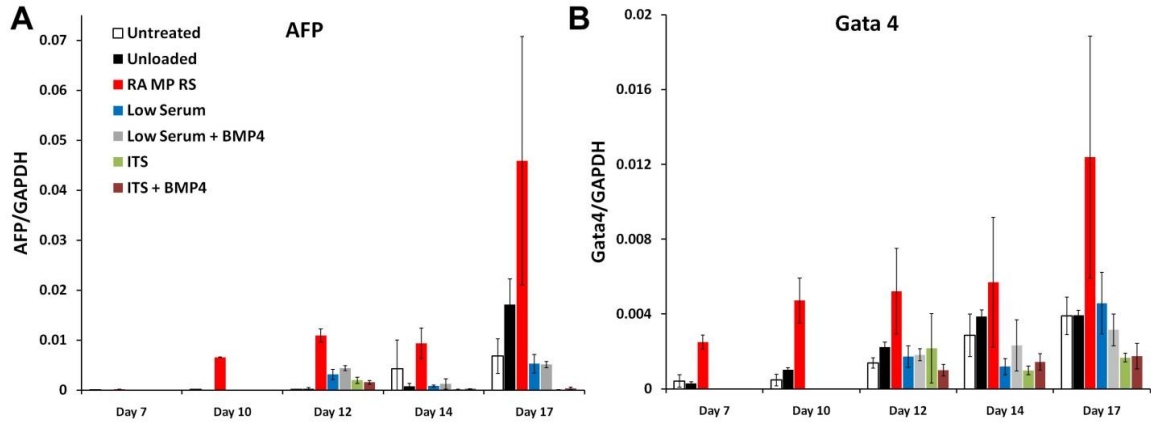 A
AFP
AFP/GAPDH
0.07
0.06
0.05
0.04
0.03
0.02
0.01
0
Untreated
Unloaded
RA MP RS
Low Serum
Low Serum + BMP4
ITS
ITS + BMP4
Day 7
Day 10
Day 12
Day 14
Day 17
B
Gata 4
Gata4/GAPDH
0.02
0.016
0.012
0.008
0.004
0
Day 7
Day 10
Day 12
Day 14
Day 17